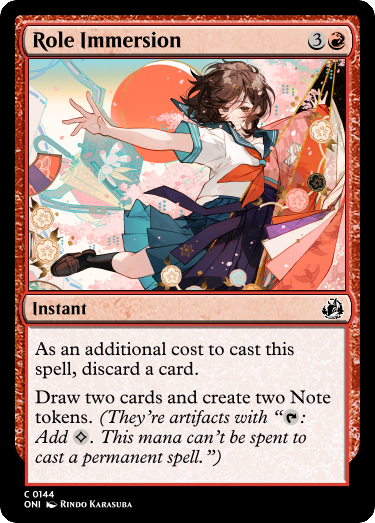 Role Immersion 3
Instant
As an additional cost to cast this
spell, discard a card.
Draw two cards and create two Note
tokens. (They’re artifacts with “:
Add . This mana can’t be spent to
cast a permanent spell.”)
C 0144
ONI RINDO KARASUBA